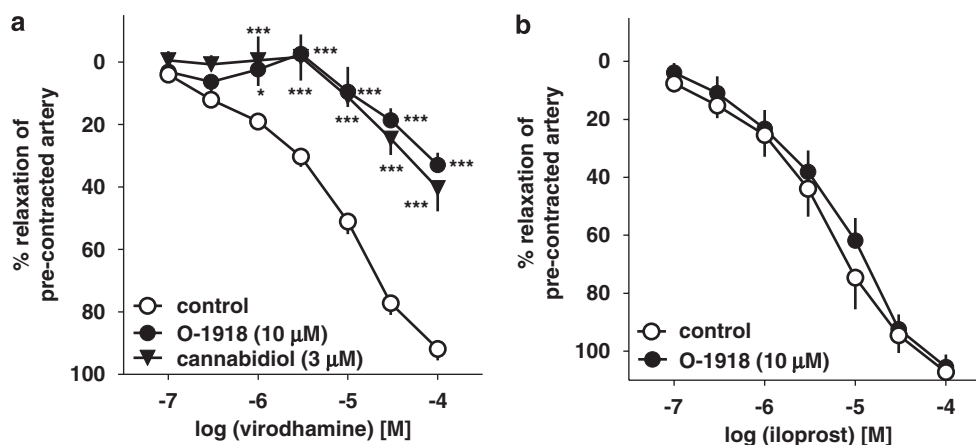 a
% relaxation of
pre-contracted artery
0
20
40
60
80
100
***
*
***
***
***
***
***
***
***
***
control
O-1918 (10 μM)
cannabidiol (3 μM)
-7
-6
-5
-4
log (virodhamine) [M]
b
% relaxation of
pre-contracted artery
0
20
40
60
80
100
control
O-1918 (10 μM)
-7
-6
-5
-4
log (iloprost) [M]